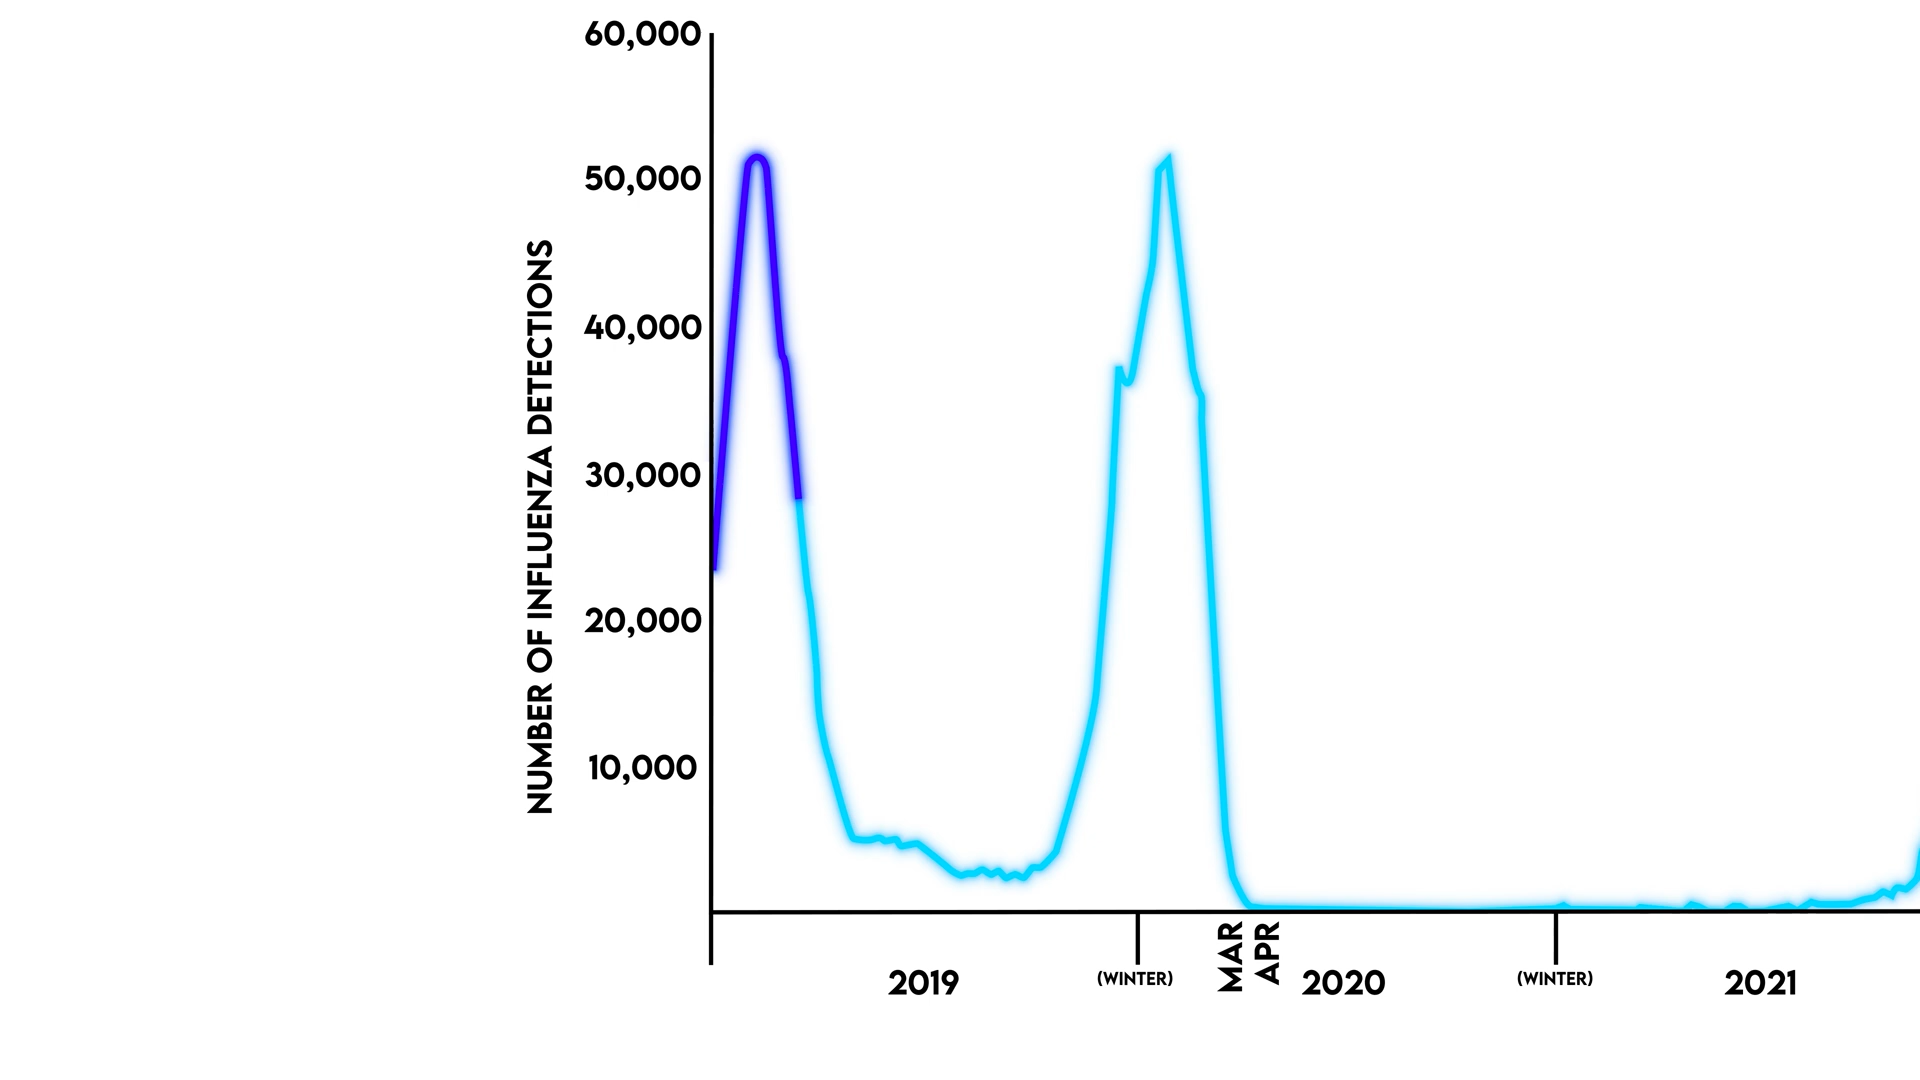 60,000
50,000
40,000
30,000
20,000
10,000
NUMBER OF INFLUENZA DETECTIONS
MAR
APR
(WINTER)
(WINTER)
2019
2020
2021